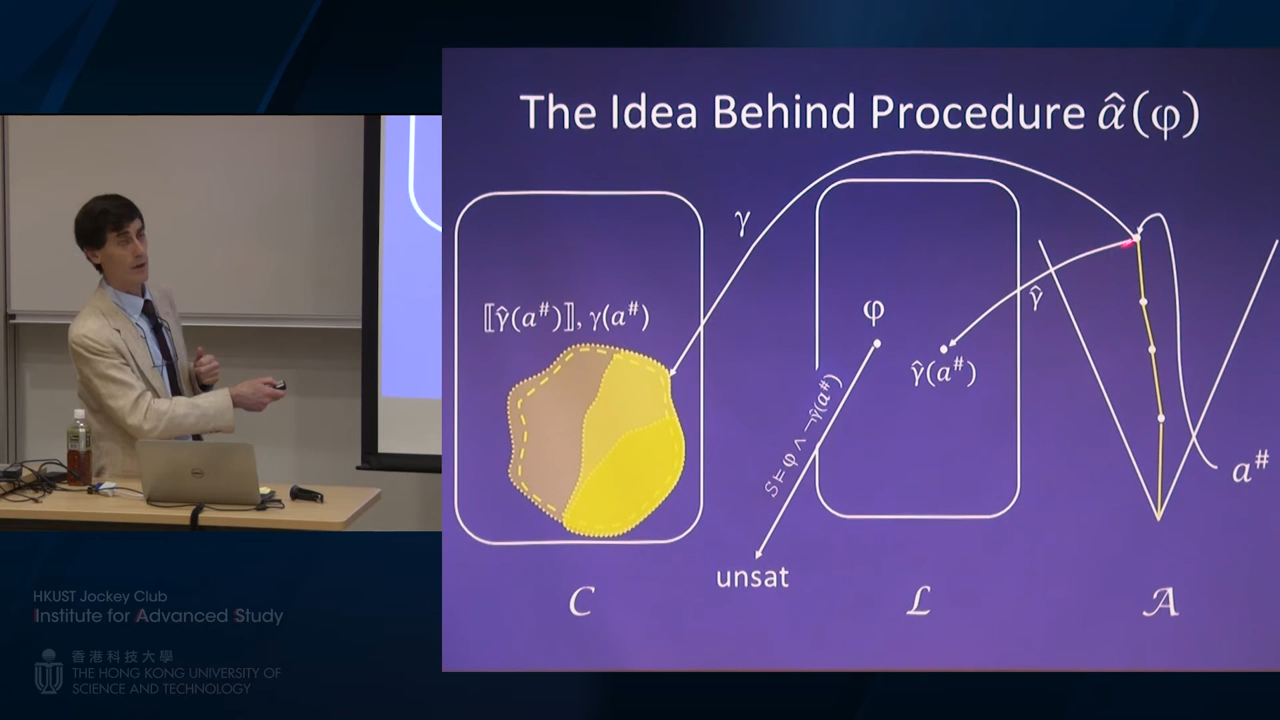 The Idea Behind Procedure α̂(φ)
γ
⟦γ̂(a#)⟧, γ(a#)
φ
γ̂
γ̂(a#)
S ⊨ φ ∧ ¬γ̂(a#)
a#
unsat
C
ℒ
𝒜
DELL
HKUST Jockey Club
Institute for Advanced Study
香港科技大學
THE HONG KONG UNIVERSITY OF
SCIENCE AND TECHNOLOGY